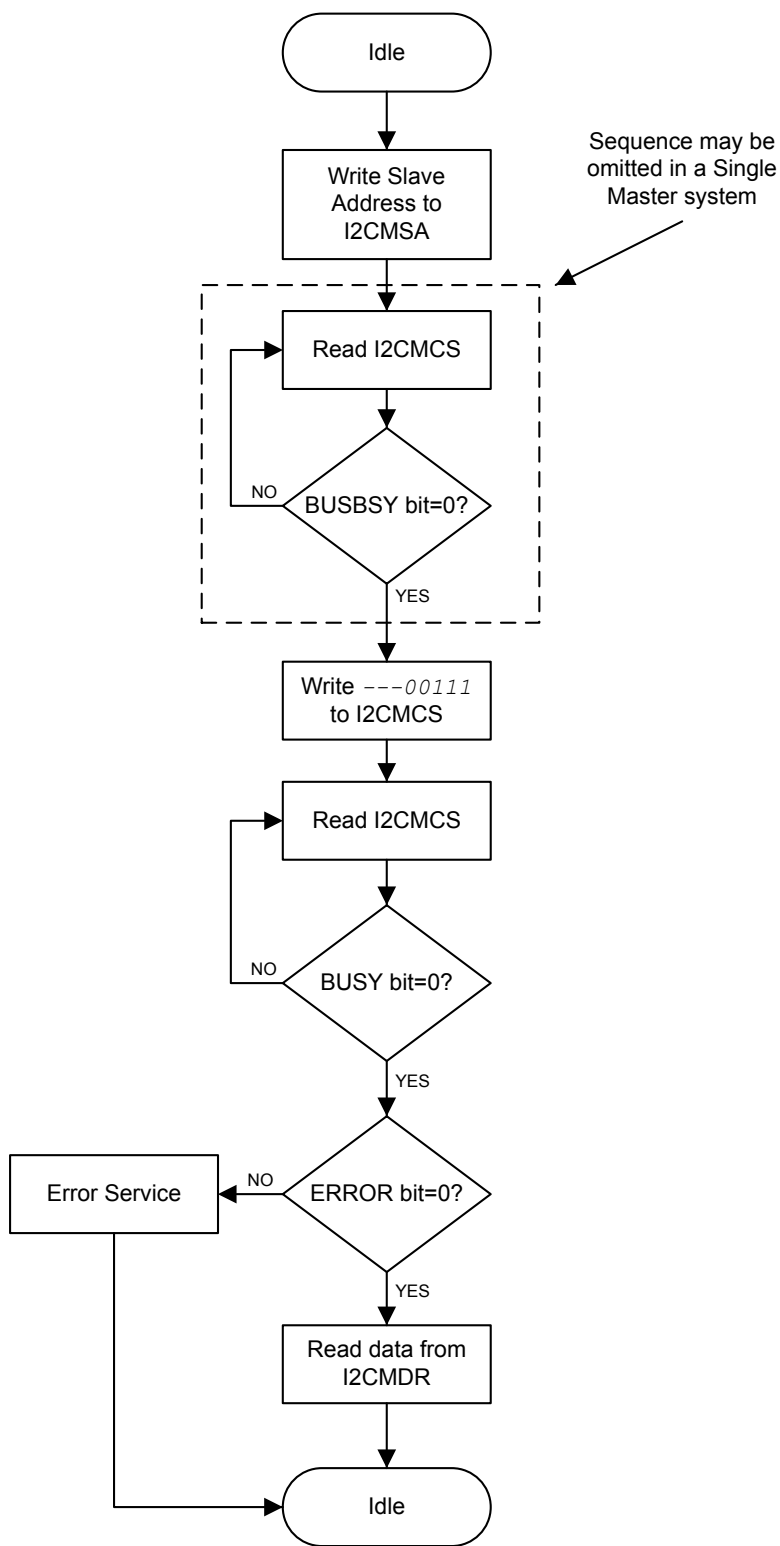 Idle
Sequence may be
omitted in a Single
Master system
Write Slave
Address to
I2CMSA
Read I2CMCS
NO
BUSBSY bit=0?
YES
Write ---00111
to I2CMCS
Read I2CMCS
NO
BUSY bit=0?
YES
Error Service
NO
ERROR bit=0?
YES
Read data from
I2CMDR
Idle